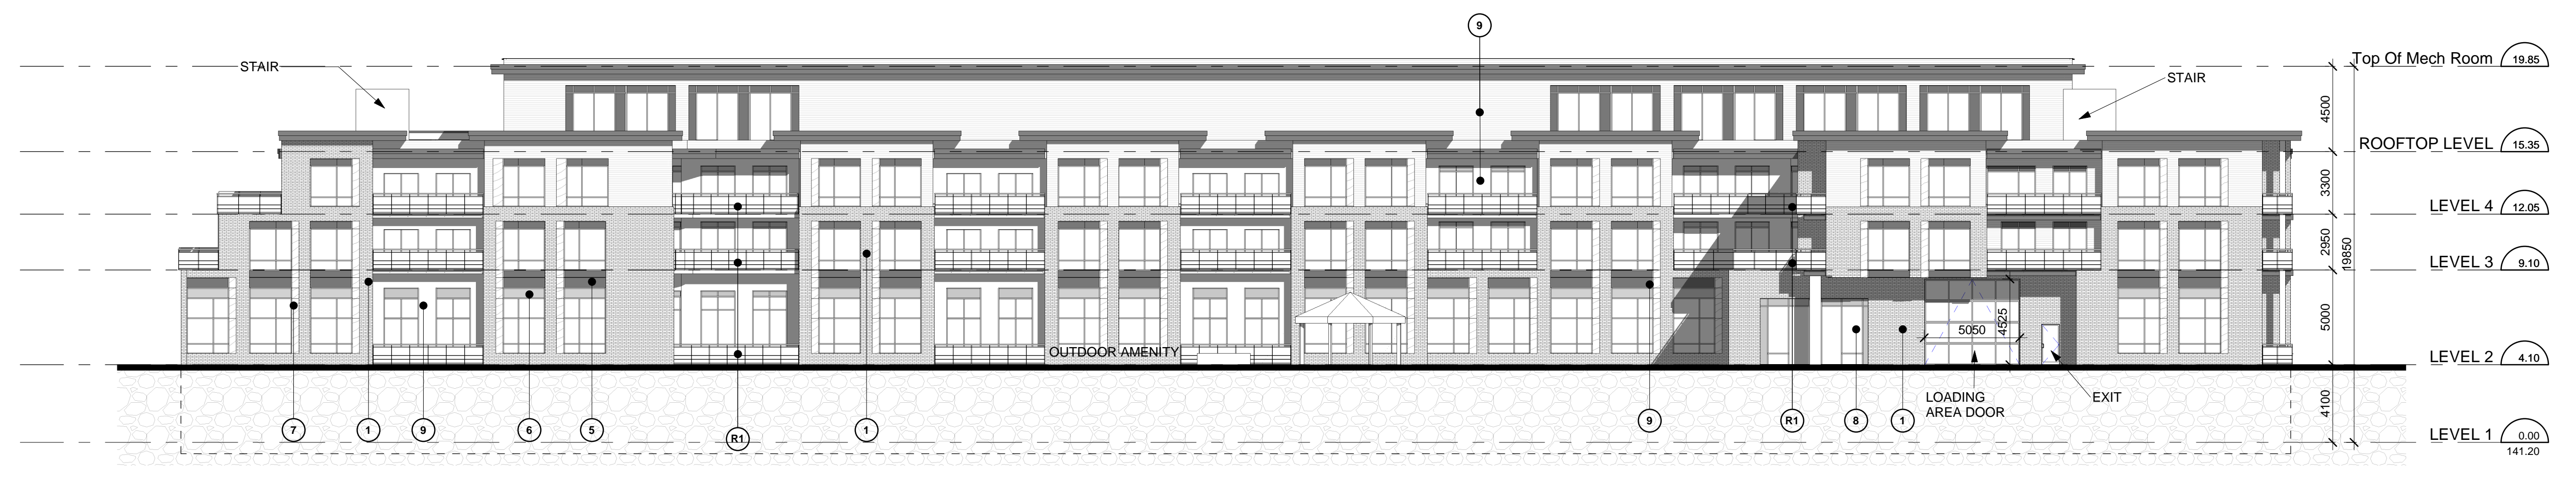 9
STAIR
Top Of Mech Room 19.85
STAIR
4500
ROOFTOP LEVEL 15.35
3300
LEVEL 4 12.05
2950
19850
LEVEL 3 9.10
5000
4525
5050
OUTDOOR AMENITY
LEVEL 2 4.10
4100
LOADING
AREA DOOR
EXIT
7
1
9
6
5
R1
1
9
R1
8
1
LEVEL 1 0.00
141.20